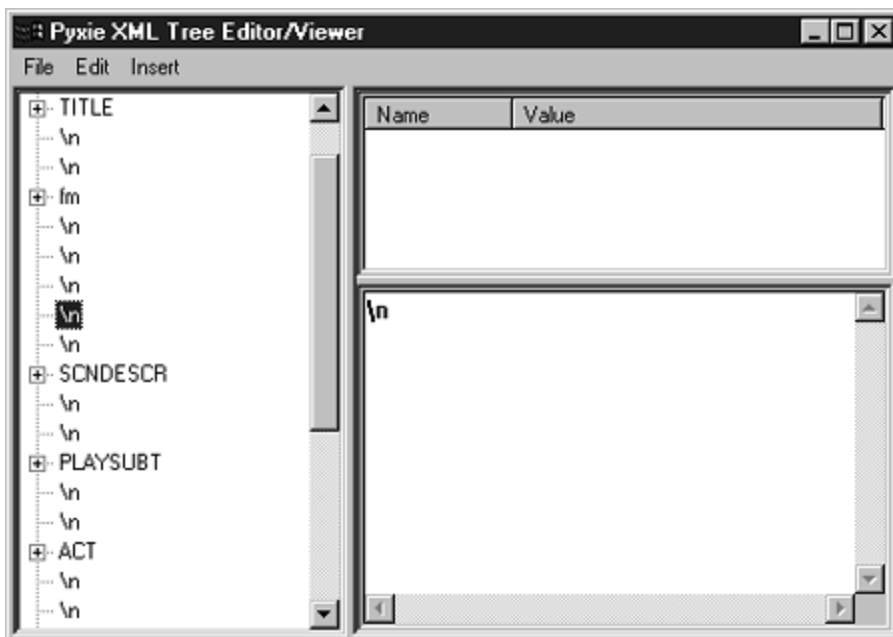 Pyxie XML Tree Editor/Viewer
File Edit Insert
TITLE
\n
\n
fm
\n
\n
\n
\n
\n
SCNDESCR
\n
\n
PLAYSUBT
\n
\n
ACT
\n
\n
Name Value
\n